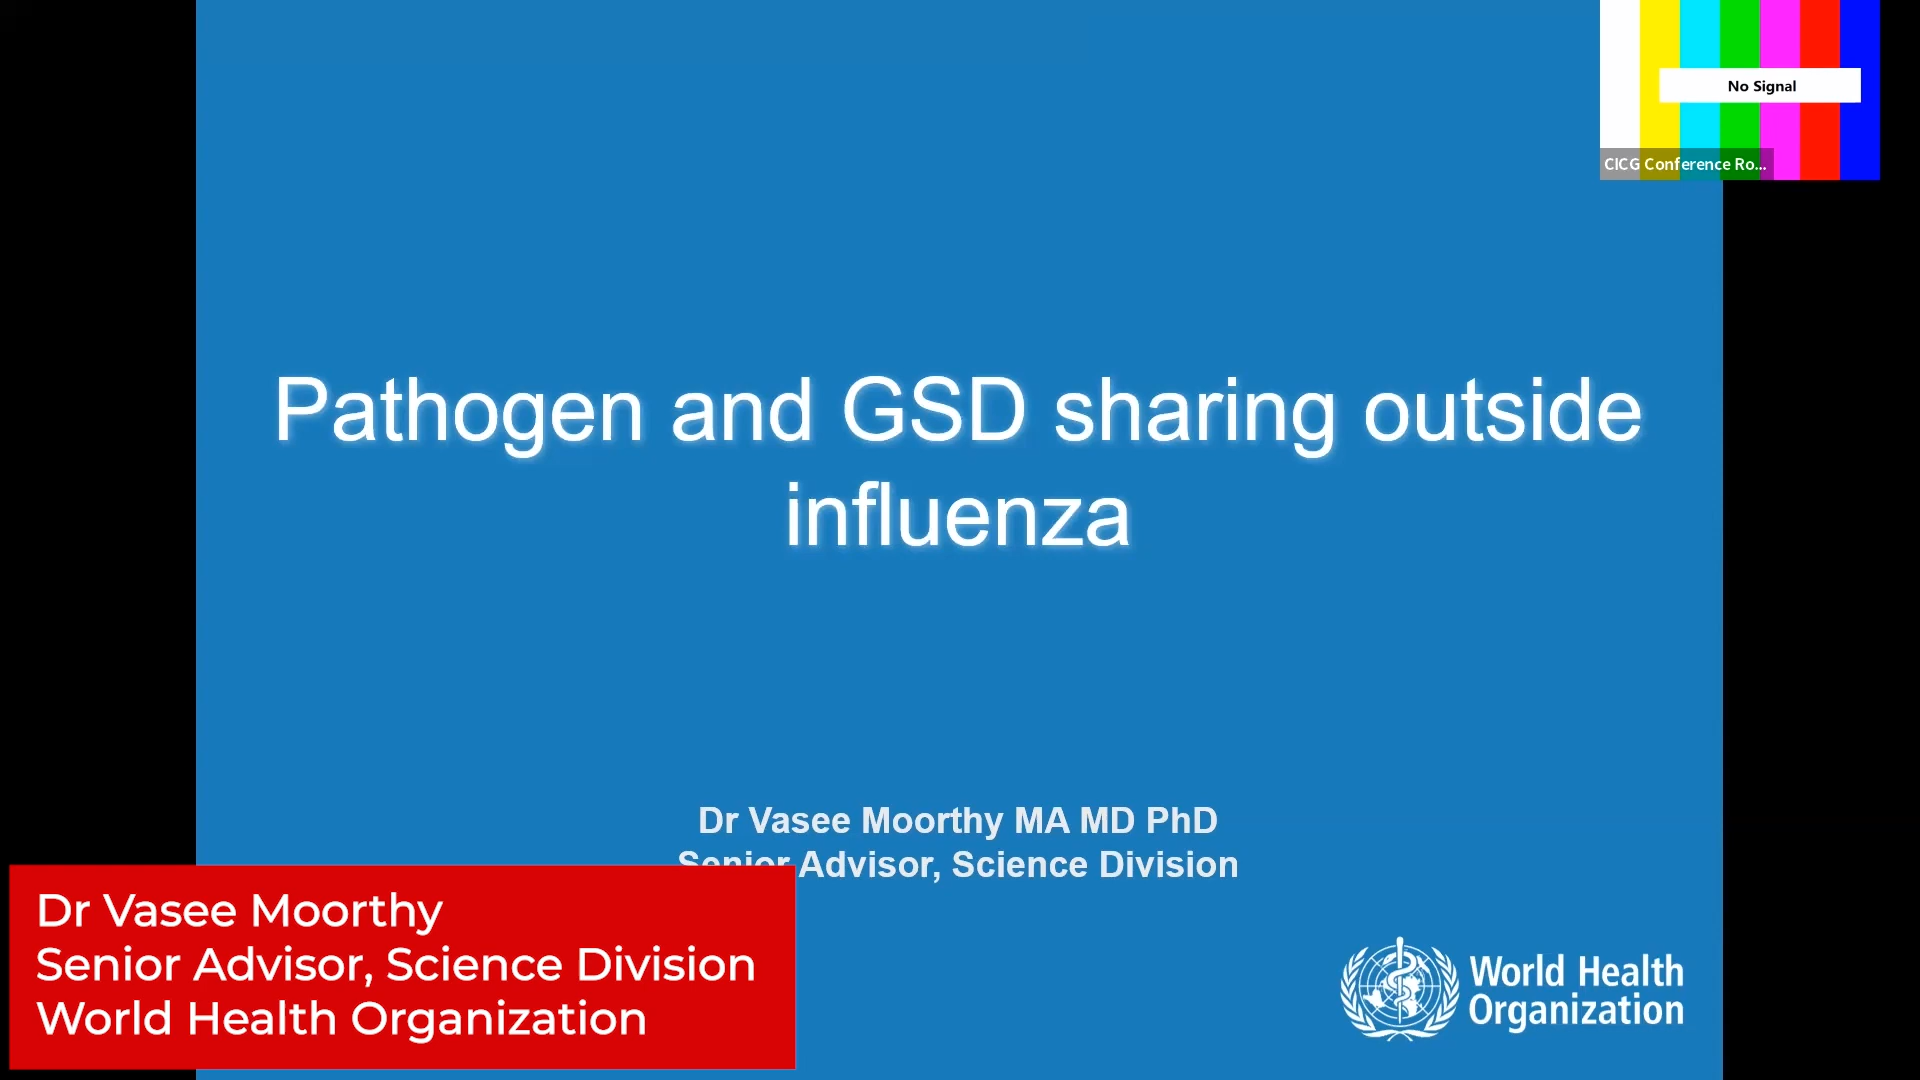 No Signal
CICG Conference Ro...
Pathogen and GSD sharing outside
influenza
Dr Vasee Moorthy MA MD PhD
Senior Advisor, Science Division
Dr Vasee Moorthy
Senior Advisor, Science Division
World Health Organization
World Health
Organization